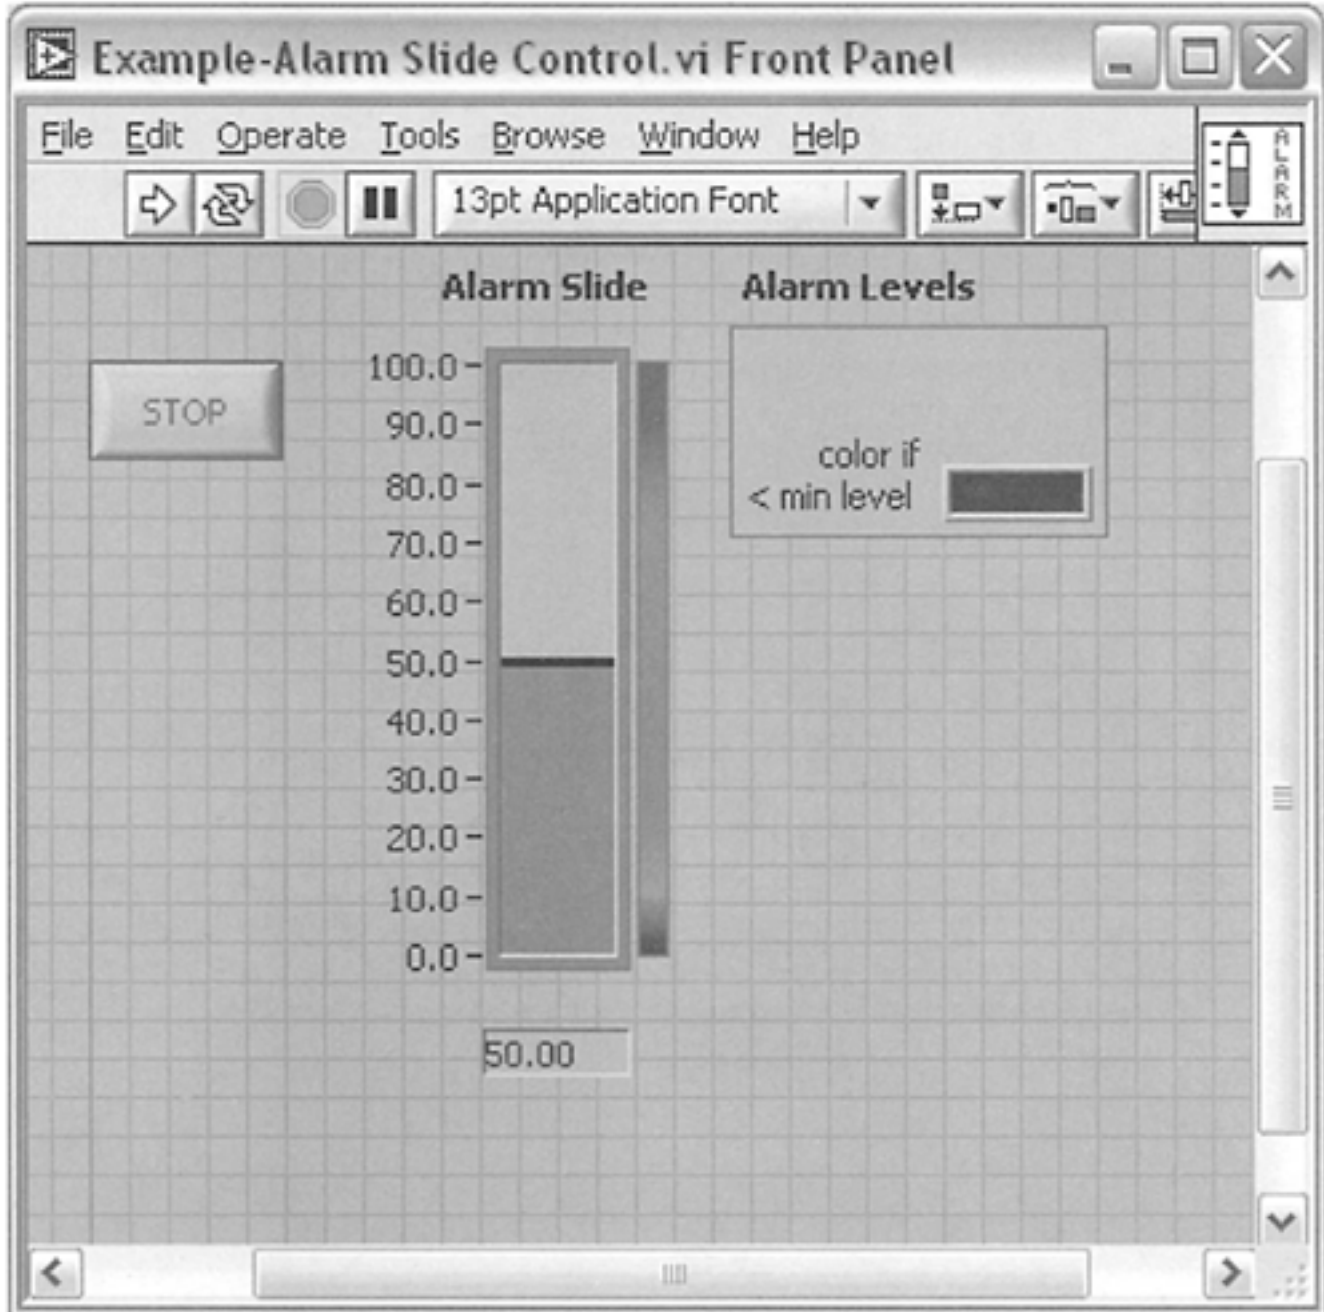 Example-Alarm Slide Control.vi Front Panel
File Edit Operate Tools Browse Window Help
ALARM
13pt Application Font
Alarm Slide
Alarm Levels
STOP
100.0
90.0
80.0
70.0
60.0
50.0
40.0
30.0
20.0
10.0
0.0
color if
< min level
50.00